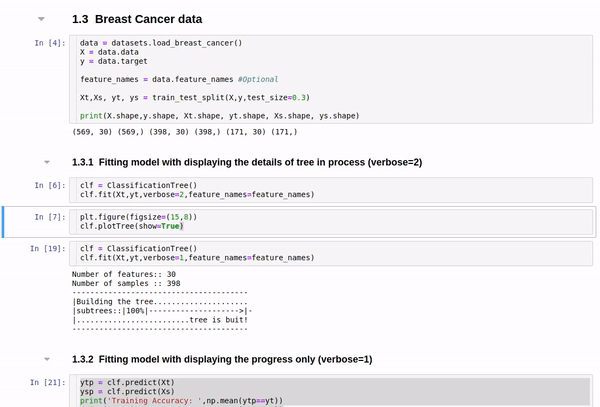 1.3 Breast Cancer data
In [4]:
data = datasets.load_breast_cancer()
X = data.data
y = data.target
feature_names = data.feature_names #Optional
Xt,Xs, yt, ys = train_test_split(X,y,test_size=0.3)
print(X.shape,y.shape, Xt.shape, yt.shape, Xs.shape, ys.shape)
(569, 30) (569,) (398, 30) (398,) (171, 30) (171,)
1.3.1 Fitting model with displaying the details of tree in process (verbose=2)
In [6]:
clf = ClassificationTree()
clf.fit(Xt,yt,verbose=2,feature_names=feature_names)
In [7]:
plt.figure(figsize=(15,8))
clf.plotTree(show=True)
In [19]:
clf = ClassificationTree()
clf.fit(Xt,yt,verbose=1,feature_names=feature_names)
Number of features:: 30
Number of samples :: 398
---------------------------------------
|Building the tree.....................
|subtrees::|100%|-------------------->|-
|.........................tree is buit!
---------------------------------------
1.3.2 Fitting model with displaying the progress only (verbose=1)
In [21]:
ytp = clf.predict(Xt)
ysp = clf.predict(Xs)
print('Training Accuracy: ',np.mean(ytp==yt))